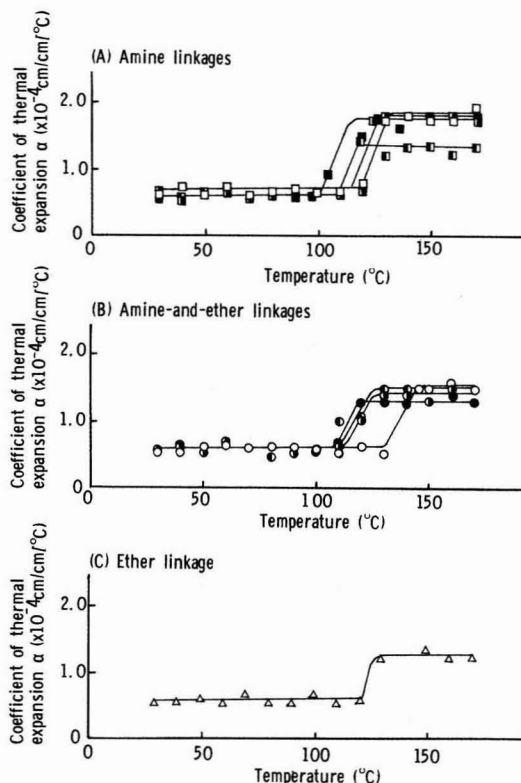 (A) Amine linkages
Coefficient of thermal
expansion α (x10⁻⁴cm/cm/°C)
2.0
1.0
0
0
50
100
150
Temperature (°C)
(B) Amine-and-ether linkages
Coefficient of thermal
expansion α (x10⁻⁴cm/cm/°C)
2.0
1.0
0
0
50
100
150
Temperature (°C)
(C) Ether linkage
Coefficient of thermal
expansion α (x10⁻⁴cm/cm/°C)
2.0
1.0
0
0
50
100
150
Temperature (°C)